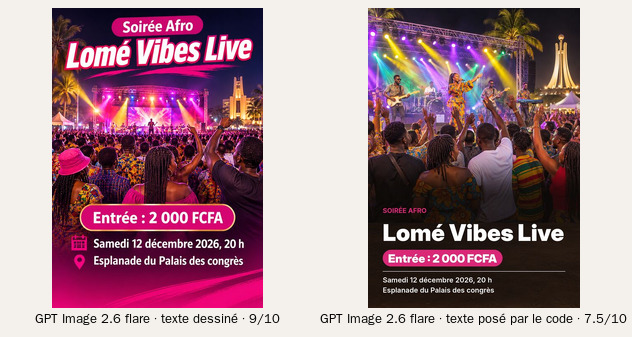 Soirée Afro
Lomé Vibes Live
Entrée : 2 000 FCFA
Samedi 12 décembre 2026, 20 h
Esplanade du Palais des congrès
GPT Image 2.6 flare · texte dessiné · 9/10
SOIRÉE AFRO
Lomé Vibes Live
Entrée : 2 000 FCFA
Samedi 12 décembre 2026, 20 h
Esplanade du Palais des congrès
GPT Image 2.6 flare · texte posé par le code · 7.5/10